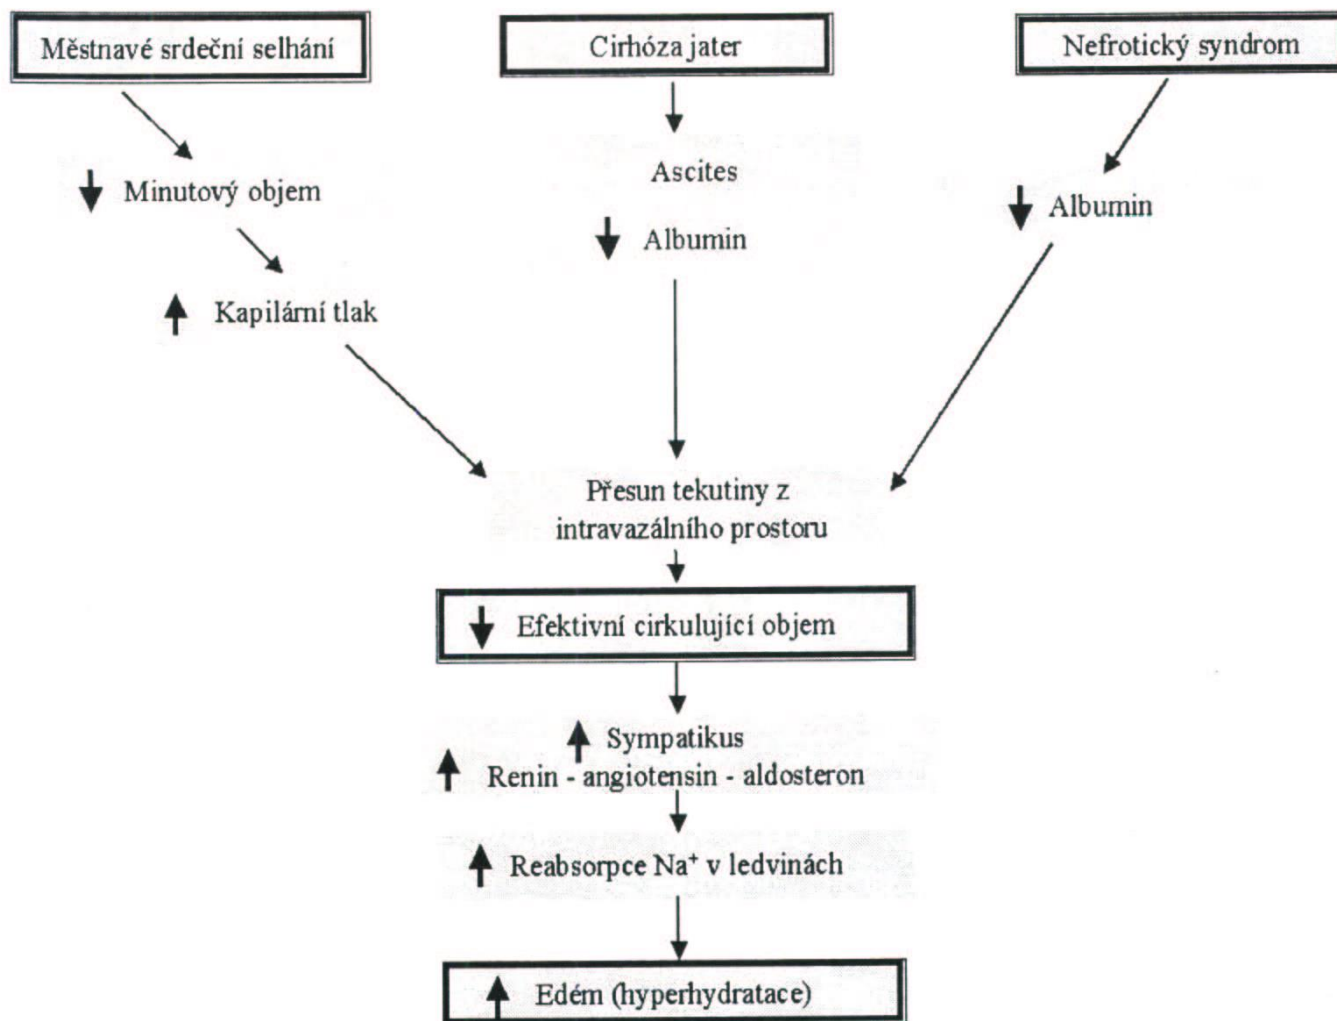 Městnavé srdeční selhání
Cirhóza jater
Nefrotický syndrom
Minutový objem
Ascites
Albumin
Albumin
Kapilární tlak
Přesun tekutiny z
intravazálního prostoru
Efektivní cirkulující objem
Sympatikus
Renin - angiotensin - aldosteron
Reabsorpce Na⁺ v ledvinách
Edém (hyperhydratace)